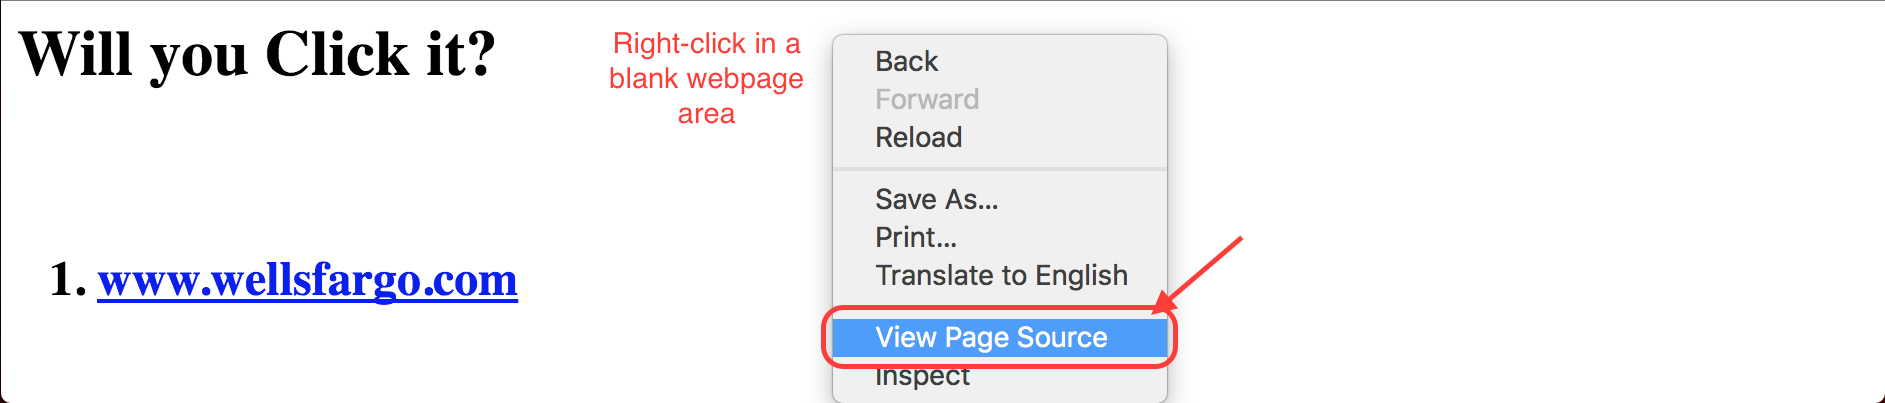 Will you Click it?
Right-click in a
blank webpage
area
Back
Forward
Reload
Save As...
Print...
Translate to English
View Page Source
Inspect
1. www.wellsfargo.com